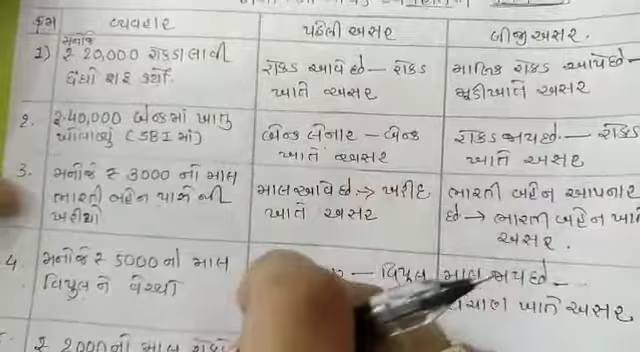 ક્રમ વ્યવહાર પહેલી અસર બીજી અસર.
1) મનોજે
₹ 20,000 રોકડા લાવી
ધંધો શરૂ કર્યો.
રોકડ આવે છે — રોકડ
ખાતે અસર
માલિક રોકડ આપે છે —
મૂડી ખાતે અસર
2. ₹ 40,000 બેન્કમાં ખાતુ
ખોલાવ્યું (SBI માં)
બેન્ક લેનાર — બેન્ક
ખાતે અસર
રોકડ જાય છે. — રોકડ
ખાતે અસર
3. મનોજે ₹ 3000 નો માલ
ભારતી બહેન પાસેથી
ખરીદ્યો
માલ આવે છે → ખરીદ
ખાતે અસર
ભારતી બહેન આપનાર
છે → ભારતી બહેન ખાતે
અસર.
4. મનોજે ₹ 5000 નો માલ
વિપુલ ને વેચ્યો
— વિપુલ
માલ જાય છે —
ખાતે અસર
₹ 2000 નો માલ